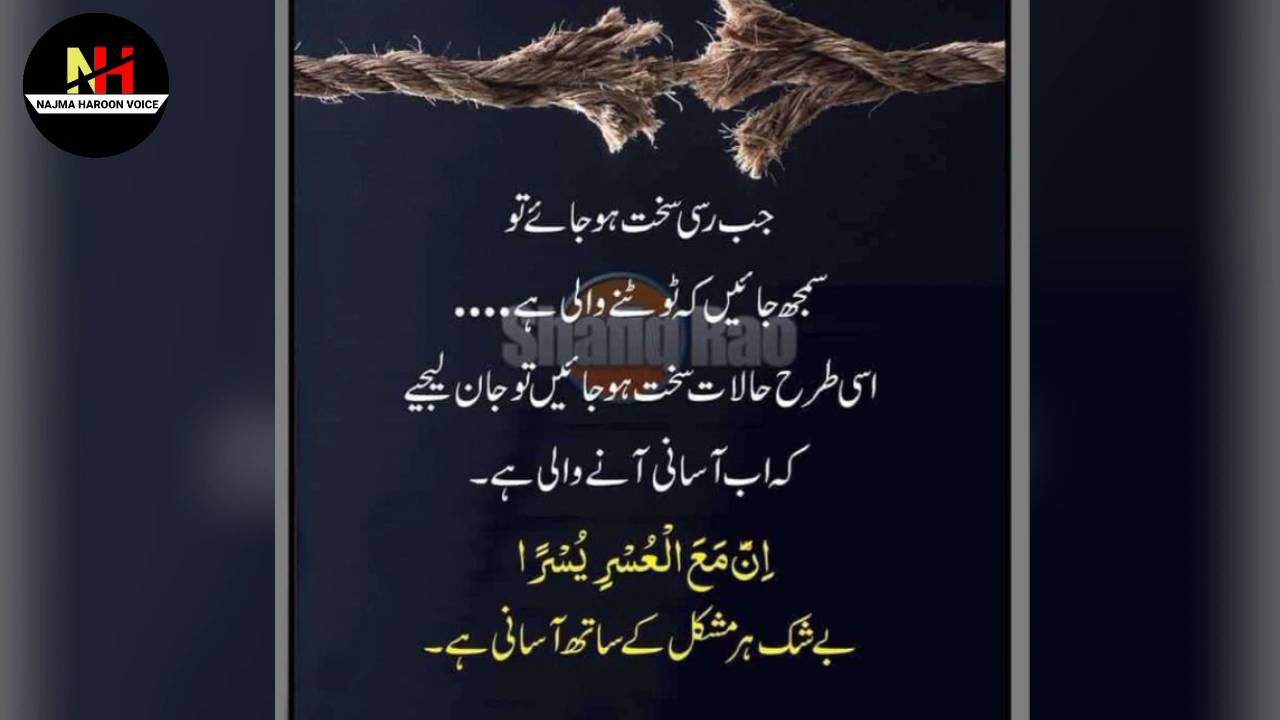 NH
NAJMA HAROON VOICE
جب رسی سخت ہو جائے تو
سمجھ جائیں کہ ٹوٹنے والی ہے....
Shang Rao
اسی طرح حالات سخت ہو جائیں تو جان لیجیے
کہ اب آسانی آنے والی ہے۔
اِنَّ مَعَ الْعُسْرِ یُسْرًا
بے شک ہر مشکل کے ساتھ آسانی ہے۔